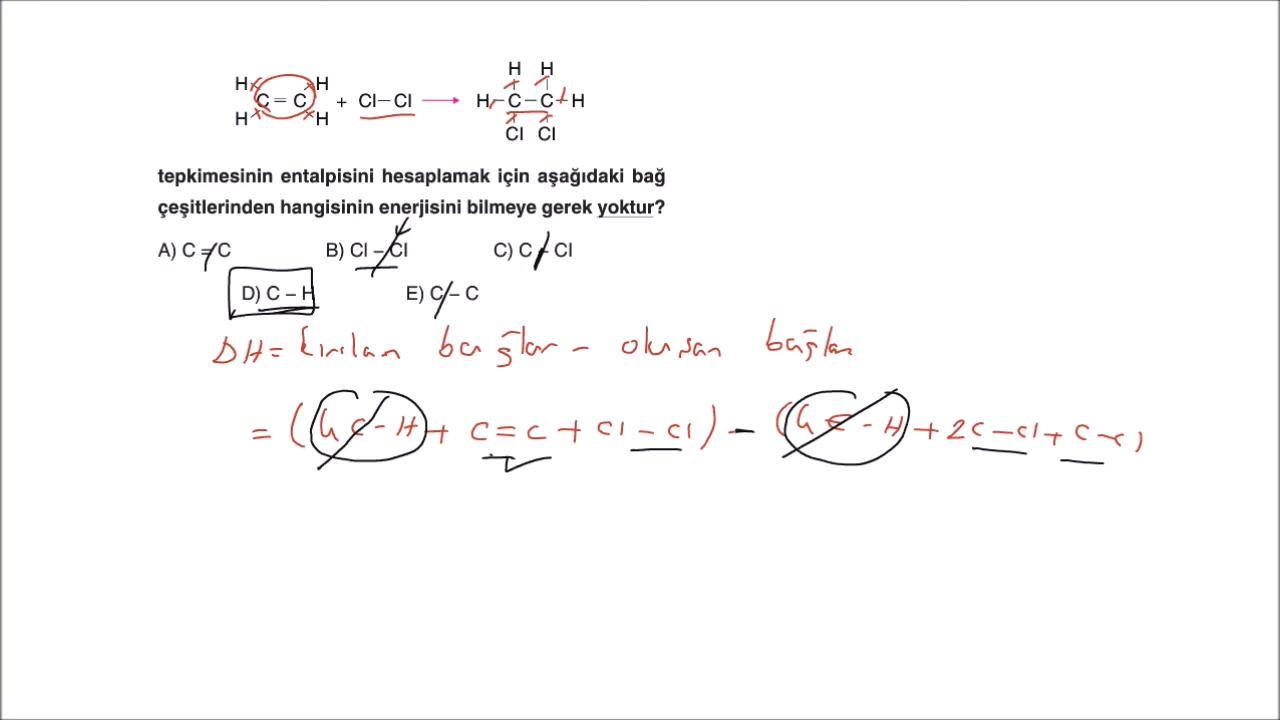 H H H H
H C = C H + Cl – Cl → H – C – C – H
H H Cl Cl
tepkimesinin entalpisini hesaplamak için aşağıdaki bağ
çeşitlerinden hangisinin enerjisini bilmeye gerek yoktur?
A) C = C B) Cl – Cl C) C – Cl
D) C – H E) C – C
ΔH = kırılan bağlar – oluşan bağlar
= (4 C – H + C = C + Cl – Cl) – (4 C – H + 2 C – Cl + C – C)